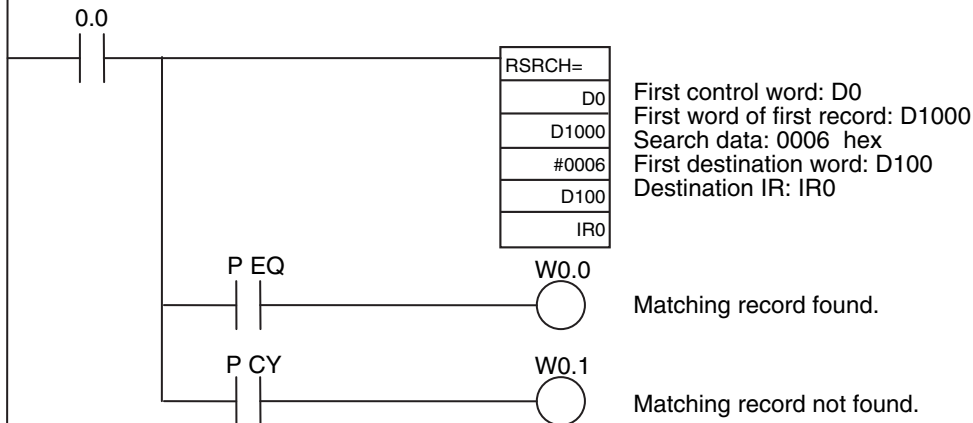 0.0
RSRCH=
D0
D1000
#0006
D100
IR0
First control word: D0
First word of first record: D1000
Search data: 0006 hex
First destination word: D100
Destination IR: IR0
P EQ
W0.0
Matching record found.
P CY
W0.1
Matching record not found.